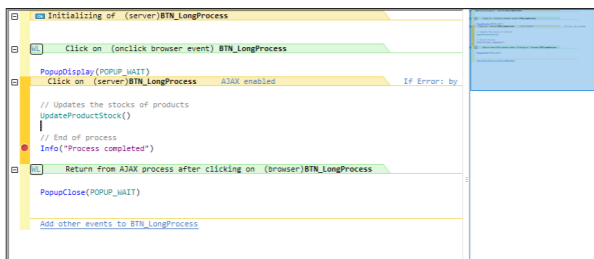 Initializing of (server)BTN_LongProcess
WL Click on (onclick browser event) BTN_LongProcess
PopupDisplay(POPUP_WAIT)
Click on (server)BTN_LongProcess AJAX enabled If Error: by
// Updates the stocks of products
UpdateProductStock()
// End of process
Info("Process completed")
WL Return from AJAX process after clicking on (browser)BTN_LongProcess
PopupClose(POPUP_WAIT)
Add other events to BTN_LongProcess